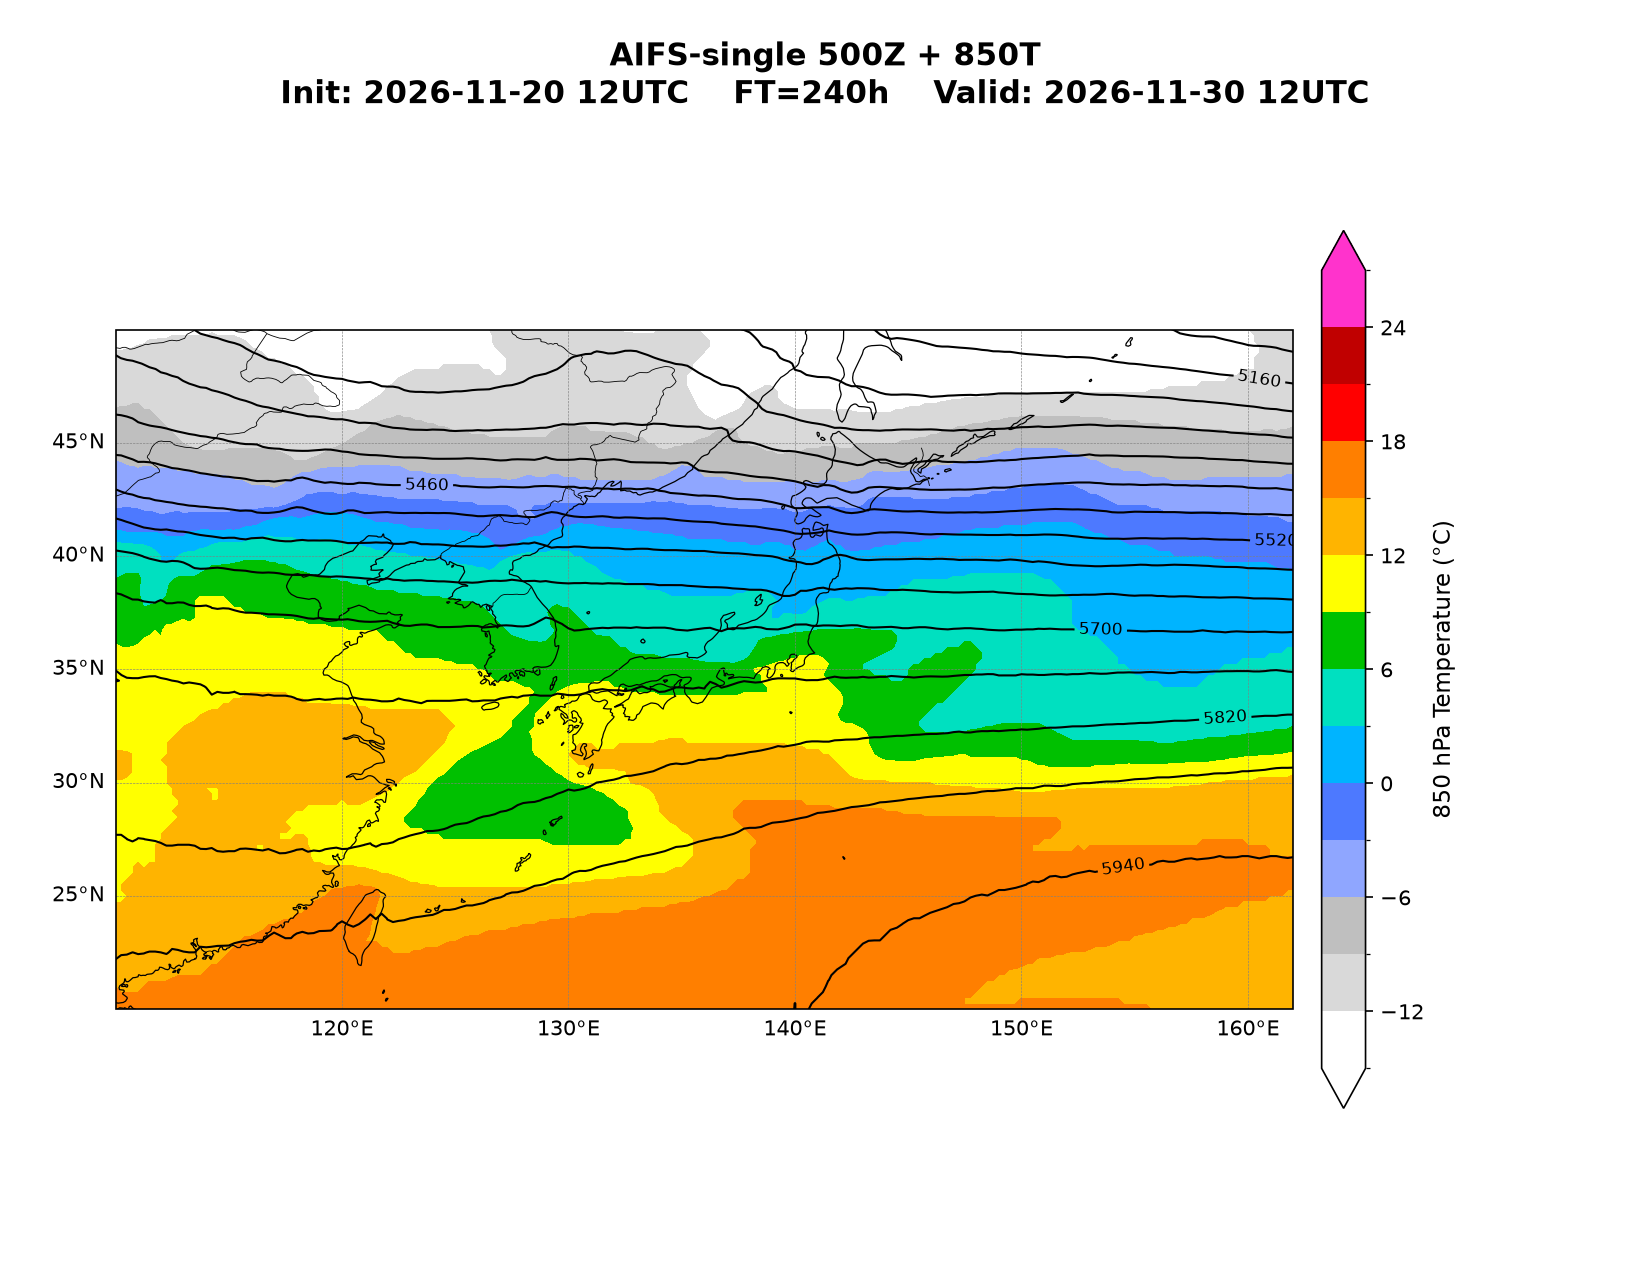 AIFS-single 500Z + 850T
Init: 2026-11-20 12UTC FT=240h Valid: 2026-11-30 12UTC
24
5160
18
45°N
5460
12
5520
40°N
850 hPa Temperature (°C)
5700
6
35°N
5820
0
30°N
5940
−6
25°N
−12
120°E 130°E 140°E 150°E 160°E